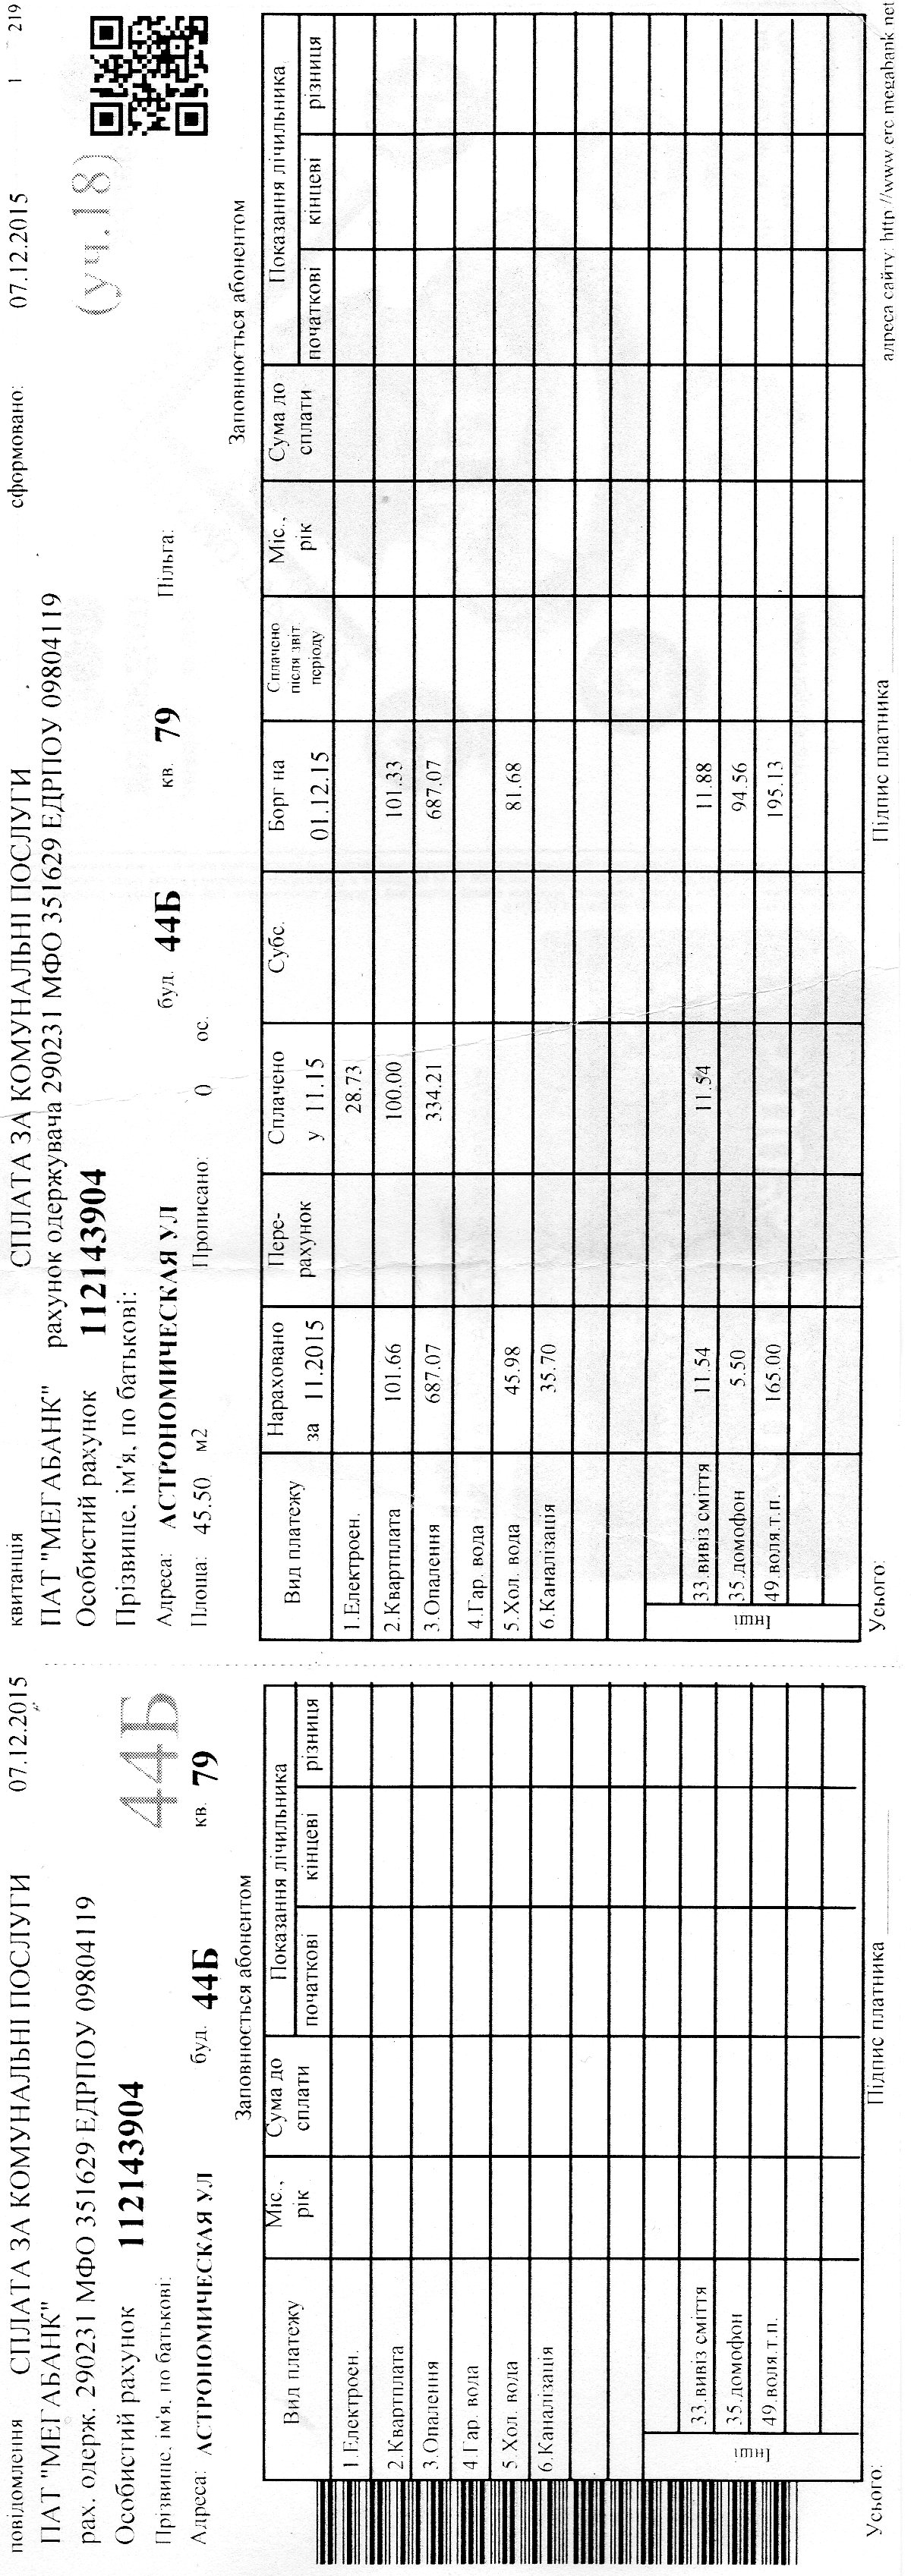 повідомлення СПЛАТА ЗА КОМУНАЛЬНІ ПОСЛУГИ 07.12.2015
ПАТ "МЕГАБАНК"
рах. одерж. 290231 МФО 351629 ЕДРПОУ 09804119
Особистий рахунок 112143904
44Б
Прізвище, ім'я, по батькові:
Адреса: АСТРОНОМИЧЕСКАЯ УЛ буд. 44Б кв. 79
Заповнюється абонентом
Вид платежу Міс., рік Сума до сплати Показання лічильника
початкові кінцеві різниця
1.Електроен.
2.Квартплата
3.Опалення
4.Гар. вода
5.Хол. вода
6.Каналізація
Інші
33.вивіз сміття
35.домофон
49.воля.т.п.
Усього: Підпис платника
квитанція СПЛАТА ЗА КОМУНАЛЬНІ ПОСЛУГИ сформовано: 07.12.2015 1 219
ПАТ "МЕГАБАНК" рахунок одержувача 290231 МФО 351629 ЕДРПОУ 09804119
Особистий рахунок 112143904 (уч.18)
Прізвище, ім'я, по батькові:
Адреса: АСТРОНОМИЧЕСКАЯ УЛ буд. 44Б кв. 79 Пільга:
Площа: 45.50 м2 Прописано: 0 ос.
Заповнюється абонентом
Вид платежу Нараховано за 11.2015 Пере-рахунок Сплачено у 11.15 Субс. Борг на 01.12.15 Сплачено після звіт. періоду Міс., рік Сума до сплати Показання лічильника
початкові кінцеві різниця
1.Електроен. 28.73
2.Квартплата 101.66 100.00 101.33
3.Опалення 687.07 334.21 687.07
4.Гар. вода
5.Хол. вода 45.98 81.68
6.Каналізація 35.70
Інші
33.вивіз сміття 11.54 11.54 11.88
35.домофон 5.50 94.56
49.воля.т.п. 165.00 195.13
Усього: Підпис платника адреса сайту: http://www.erc.megabank.net